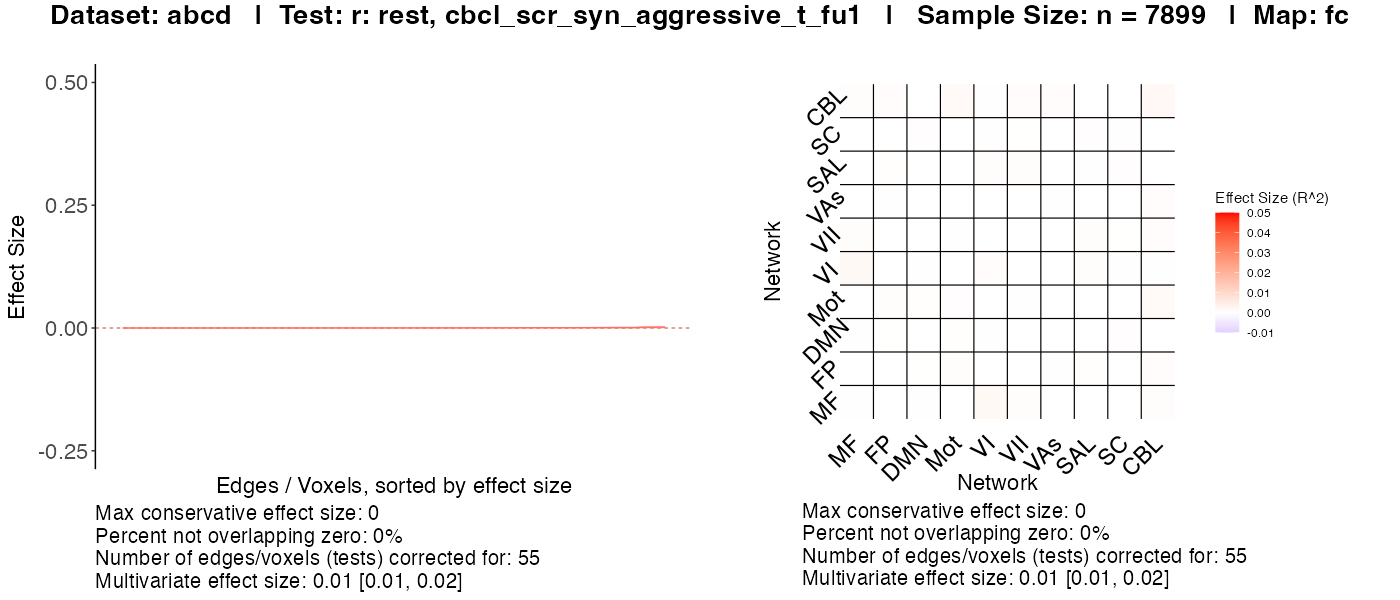 Dataset: abcd | Test: r: rest, cbcl_scr_syn_aggressive_t_fu1 | Sample Size: n = 7899 | Map: fc
0.50
0.25
0.00
-0.25
Effect Size
Edges / Voxels, sorted by effect size
Max conservative effect size: 0
Percent not overlapping zero: 0%
Number of edges/voxels (tests) corrected for: 55
Multivariate effect size: 0.01 [0.01, 0.02]
Network
CBL
SC
SAL
VAs
VII
VI
Mot
DMN
FP
MF
MF FP DMN Mot VI VII VAs SAL SC CBL
Network
Max conservative effect size: 0
Percent not overlapping zero: 0%
Number of edges/voxels (tests) corrected for: 55
Multivariate effect size: 0.01 [0.01, 0.02]
Effect Size (R^2)
0.05
0.04
0.03
0.02
0.01
0.00
-0.01